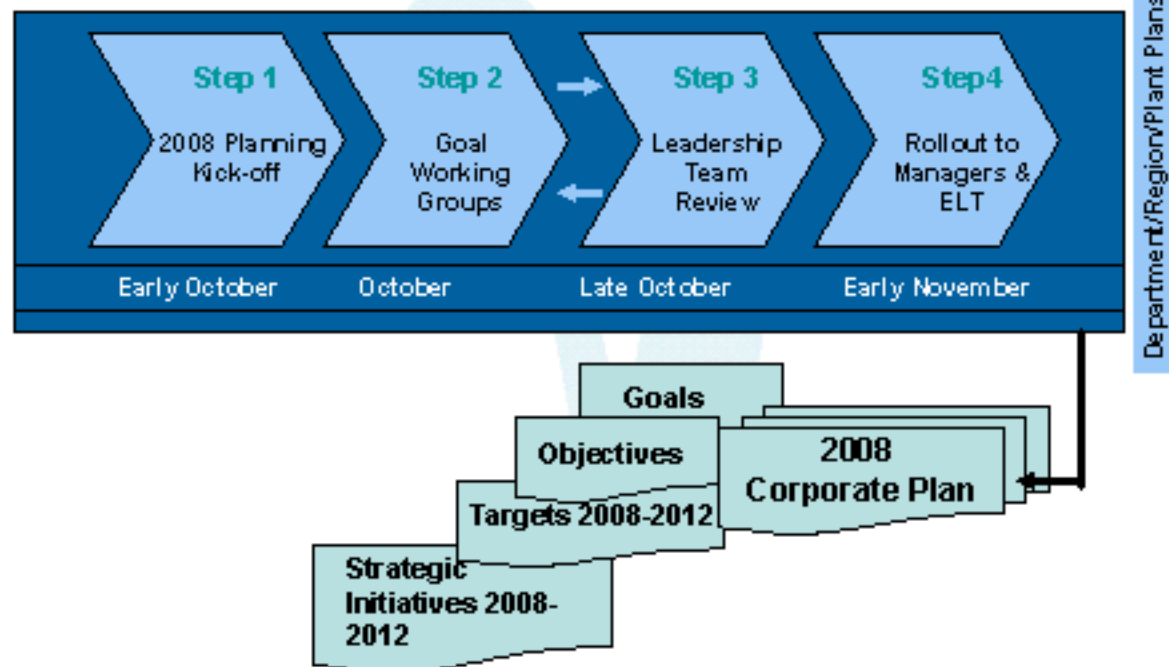 Step 1
2008 Planning
Kick-off
Step 2
Goal
Working
Groups
Step 3
Leadership
Team
Review
Step4
Rollout to
Managers &
ELT
Early October
October
Late October
Early November
Department/Region/Plant Plans
Goals
Objectives
2008
Corporate Plan
Targets 2008-2012
Strategic
Initiatives 2008-
2012